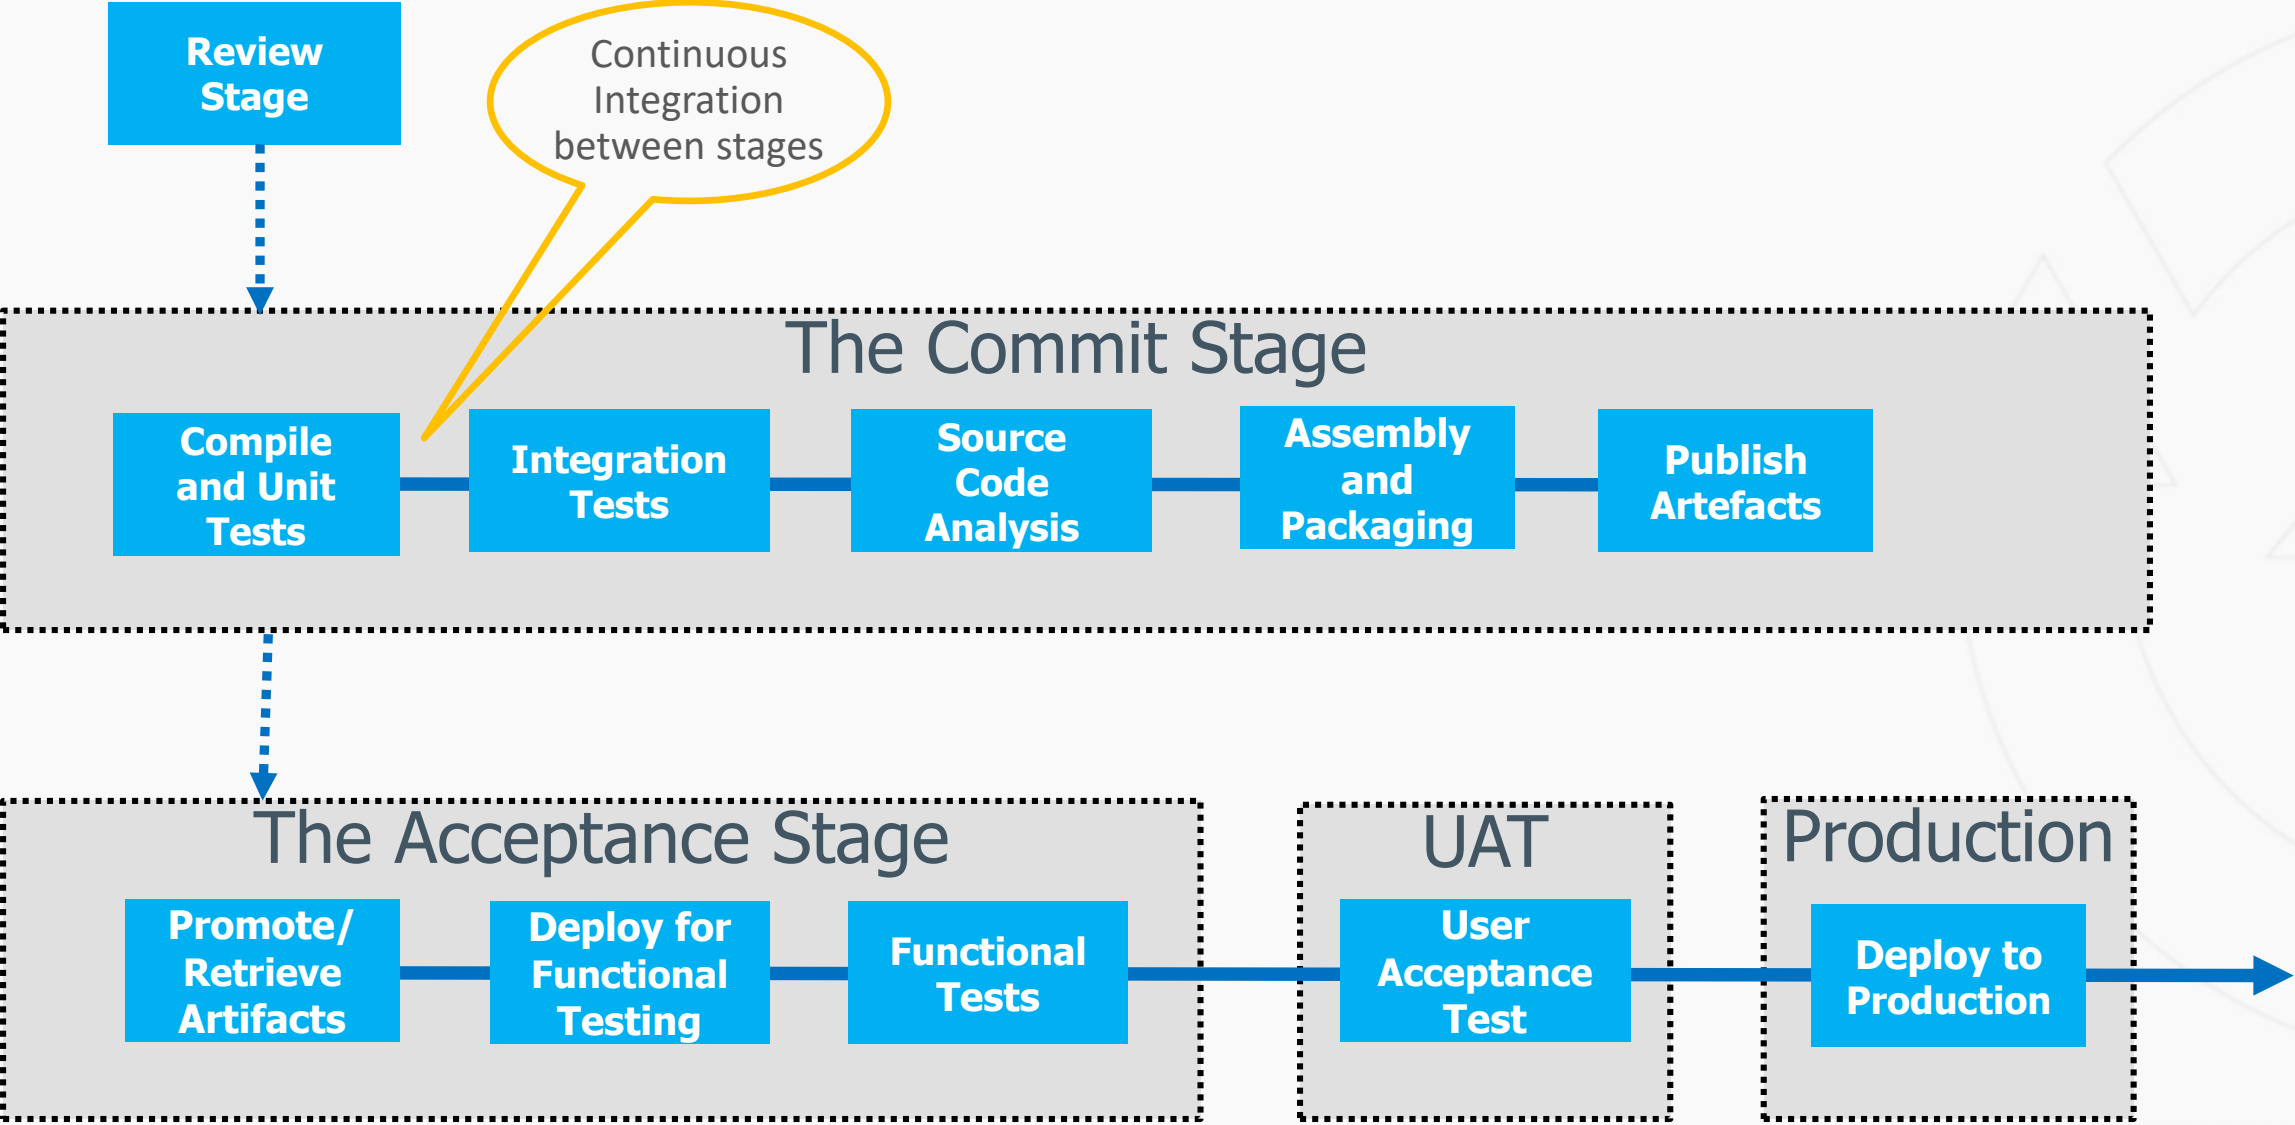 Review
Stage
Continuous
Integration
between stages
The Commit Stage
Compile
and Unit
Tests
Integration
Tests
Source
Code
Analysis
Assembly
and
Packaging
Publish
Artefacts
The Acceptance Stage
Promote/
Retrieve
Artifacts
Deploy for
Functional
Testing
Functional
Tests
UAT
User
Acceptance
Test
Production
Deploy to
Production